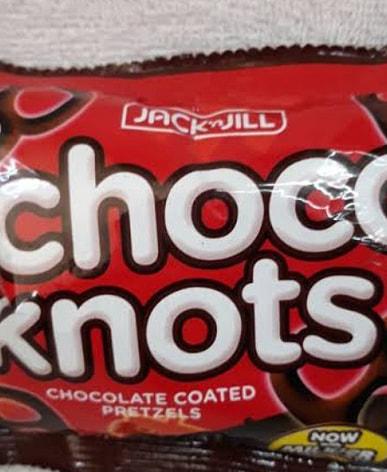 JACK 'n JILL
choco
knots
CHOCOLATE COATED
PRETZELS
NOW